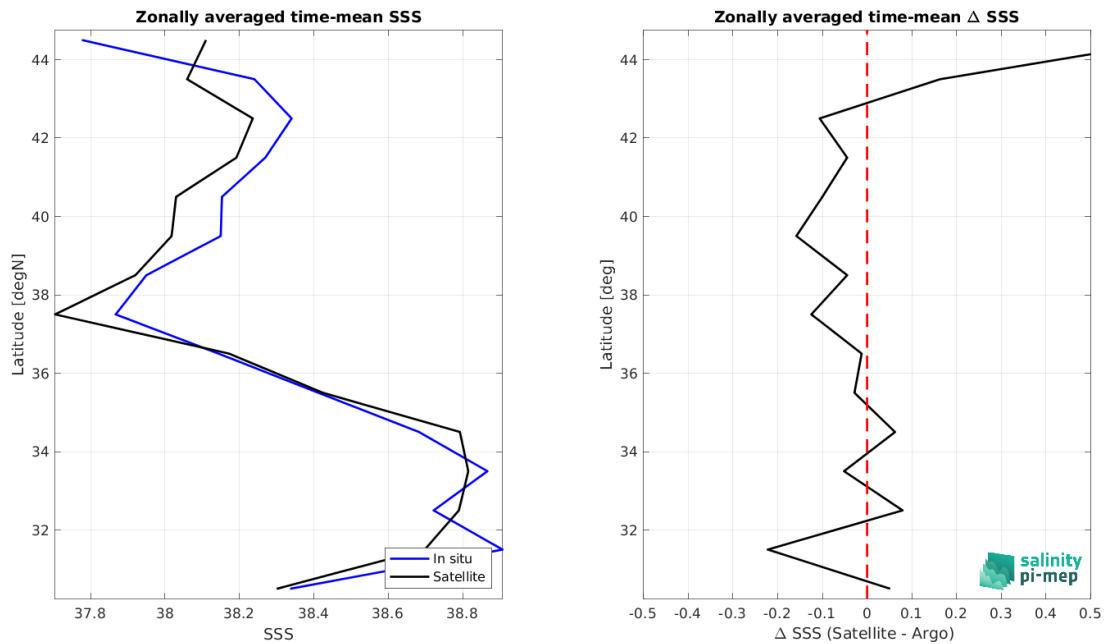 Zonally averaged time-mean SSS
44
42
40
38
36
34
32
Latitude [degN]
37.8 38 38.2 38.4 38.6 38.8
SSS
In situ
Satellite
Zonally averaged time-mean Δ SSS
44
42
40
38
36
34
32
Latitude [deg]
-0.5 -0.4 -0.3 -0.2 -0.1 0 0.1 0.2 0.3 0.4 0.5
Δ SSS (Satellite - Argo)
salinity
pi-mep